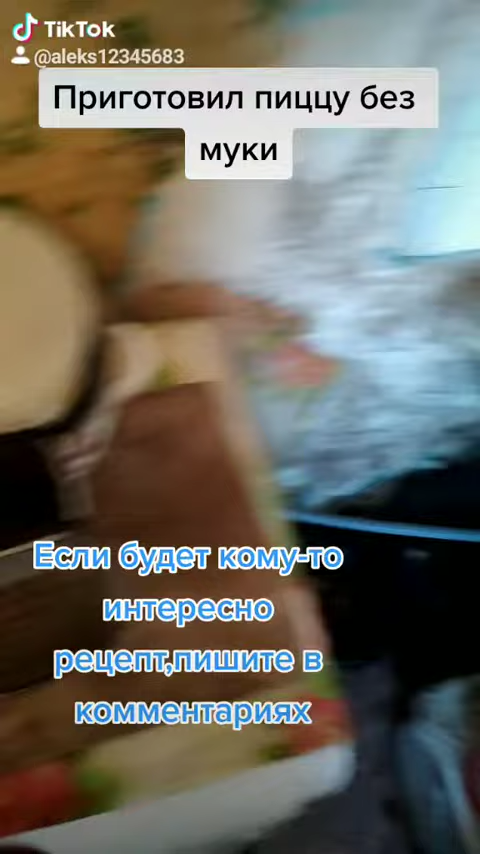 TikTok
@aleks12345683
Приготовил пиццу без
муки
Если будет кому-то
интересно
рецепт,пишите в
комментариях